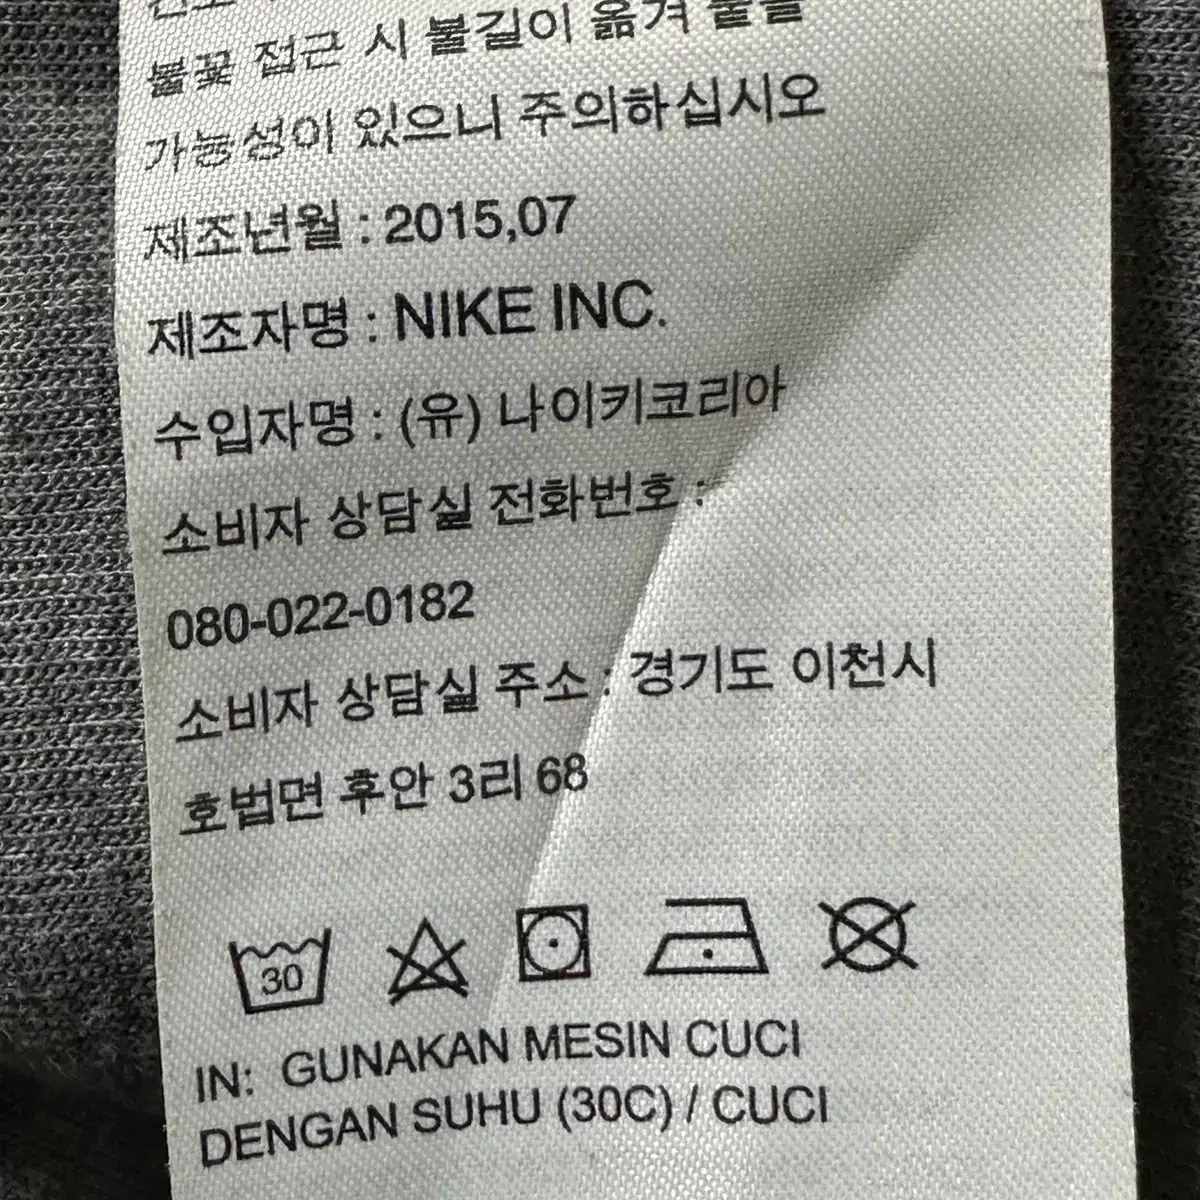 불꽃 접근 시 불길이 옮겨 붙을
가능성이 있으니 주의하십시오
제조년월 : 2015,07
제조자명 : NIKE INC.
수입자명 : (유) 나이키코리아
소비자 상담실 전화번호 :
080-022-0182
소비자 상담실 주소 : 경기도 이천시
호법면 후안 3리 68
30
IN: GUNAKAN MESIN CUCI
DENGAN SUHU (30C) / CUCI